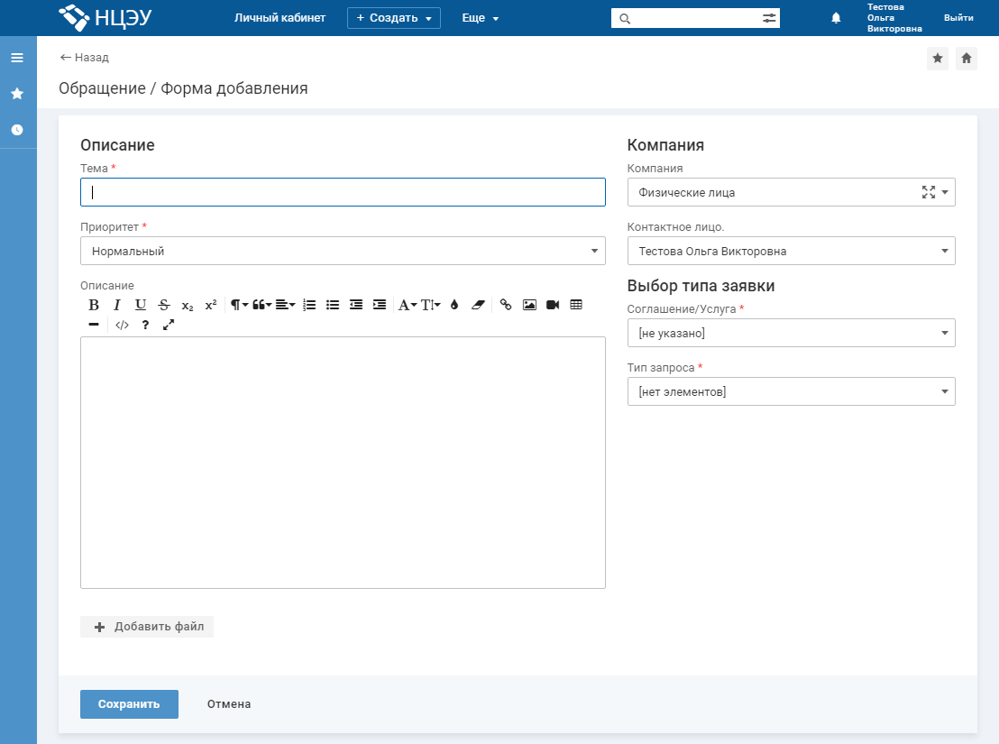 НЦЭУ
Личный кабинет
+ Создать
Еще
Тестова
Ольга
Викторовна
Выйти
← Назад
Обращение / Форма добавления
Описание
Тема *
Приоритет *
Нормальный
Описание
B I U S x₂ x² ¶ A T
</> ?
Добавить файл
Компания
Компания
Физические лица
Контактное лицо.
Тестова Ольга Викторовна
Выбор типа заявки
Соглашение/Услуга *
[не указано]
Тип запроса *
[нет элементов]
Сохранить
Отмена